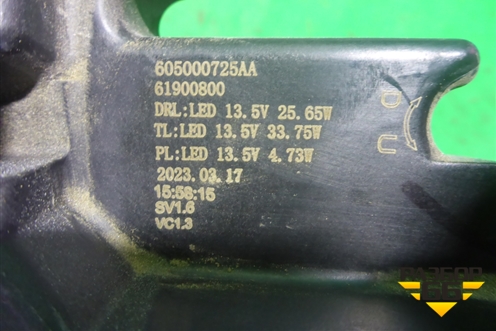 605000725AA
61900800
DRL:LED 13.5V 25.65W
TL:LED 13.5V 33.75W
PL:LED 13.5V 4.73W
2023.03.17
15:58:15
SV1.6
VC1.3